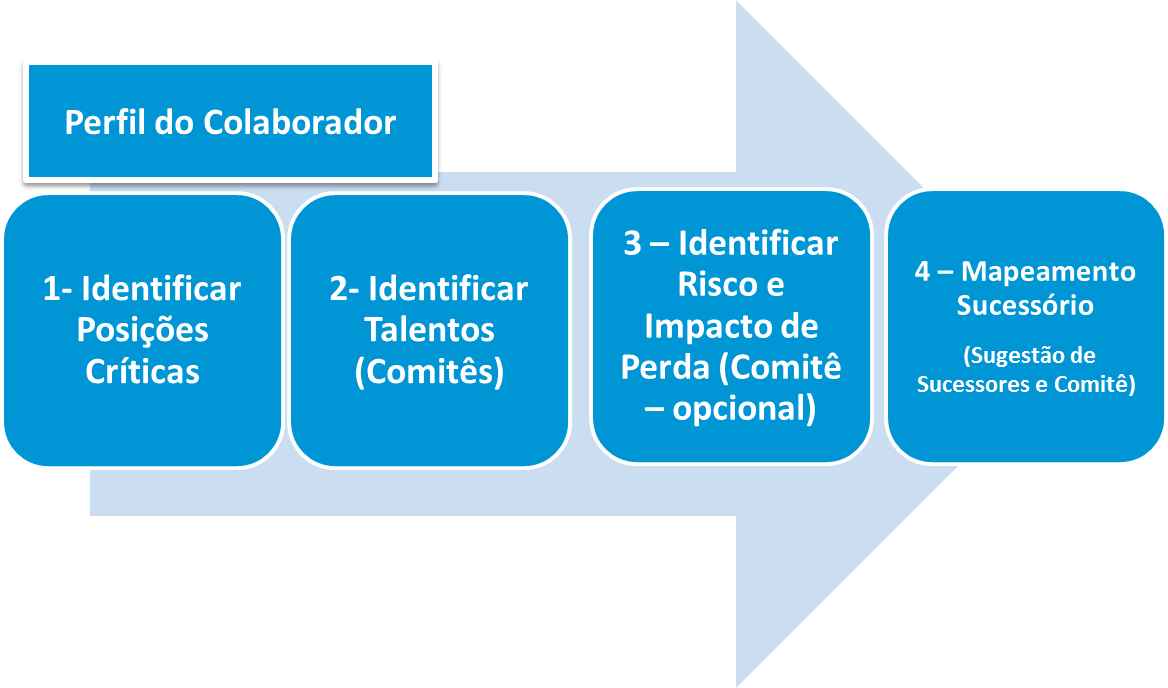 Perfil do Colaborador
1- Identificar
Posições
Críticas
2- Identificar
Talentos
(Comitês)
3 – Identificar
Risco e
Impacto de
Perda (Comitê
– opcional)
4 – Mapeamento
Sucessório
(Sugestão de
Sucessores e Comitê)